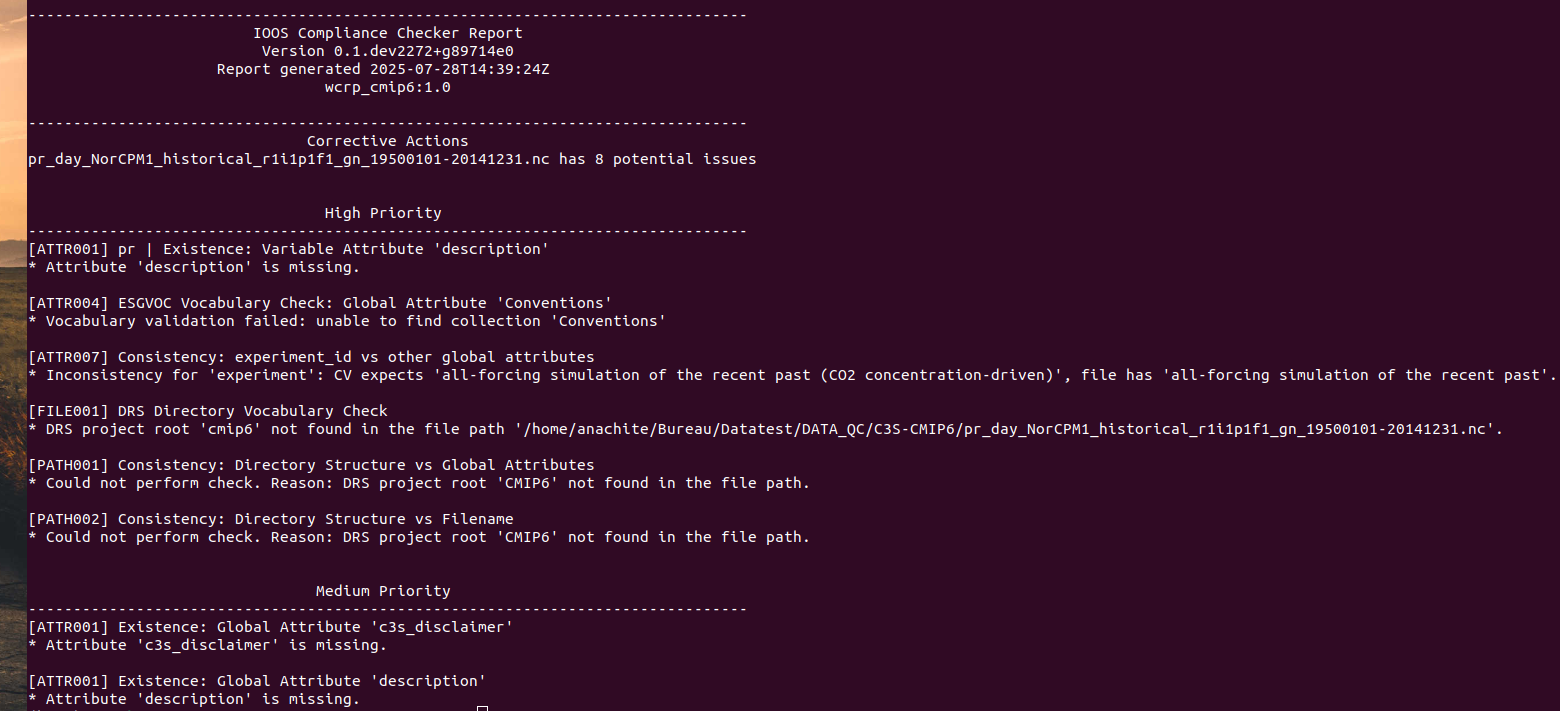 --------------------------------------------------------------------------------
IOOS Compliance Checker Report
Version 0.1.dev2272+g89714e0
Report generated 2025-07-28T14:39:24Z
wcrp_cmip6:1.0
--------------------------------------------------------------------------------
Corrective Actions
pr_day_NorCPM1_historical_r1i1p1f1_gn_19500101-20141231.nc has 8 potential issues
High Priority
--------------------------------------------------------------------------------
[ATTR001] pr | Existence: Variable Attribute 'description'
* Attribute 'description' is missing.
[ATTR004] ESGVOC Vocabulary Check: Global Attribute 'Conventions'
* Vocabulary validation failed: unable to find collection 'Conventions'
[ATTR007] Consistency: experiment_id vs other global attributes
* Inconsistency for 'experiment': CV expects 'all-forcing simulation of the recent past (CO2 concentration-driven)', file has 'all-forcing simulation of the recent past'.
[FILE001] DRS Directory Vocabulary Check
* DRS project root 'cmip6' not found in the file path '/home/anachite/Bureau/Datatest/DATA_QC/C3S-CMIP6/pr_day_NorCPM1_historical_r1i1p1f1_gn_19500101-20141231.nc'.
[PATH001] Consistency: Directory Structure vs Global Attributes
* Could not perform check. Reason: DRS project root 'CMIP6' not found in the file path.
[PATH002] Consistency: Directory Structure vs Filename
* Could not perform check. Reason: DRS project root 'CMIP6' not found in the file path.
Medium Priority
--------------------------------------------------------------------------------
[ATTR001] Existence: Global Attribute 'c3s_disclaimer'
* Attribute 'c3s_disclaimer' is missing.
[ATTR001] Existence: Global Attribute 'description'
* Attribute 'description' is missing.